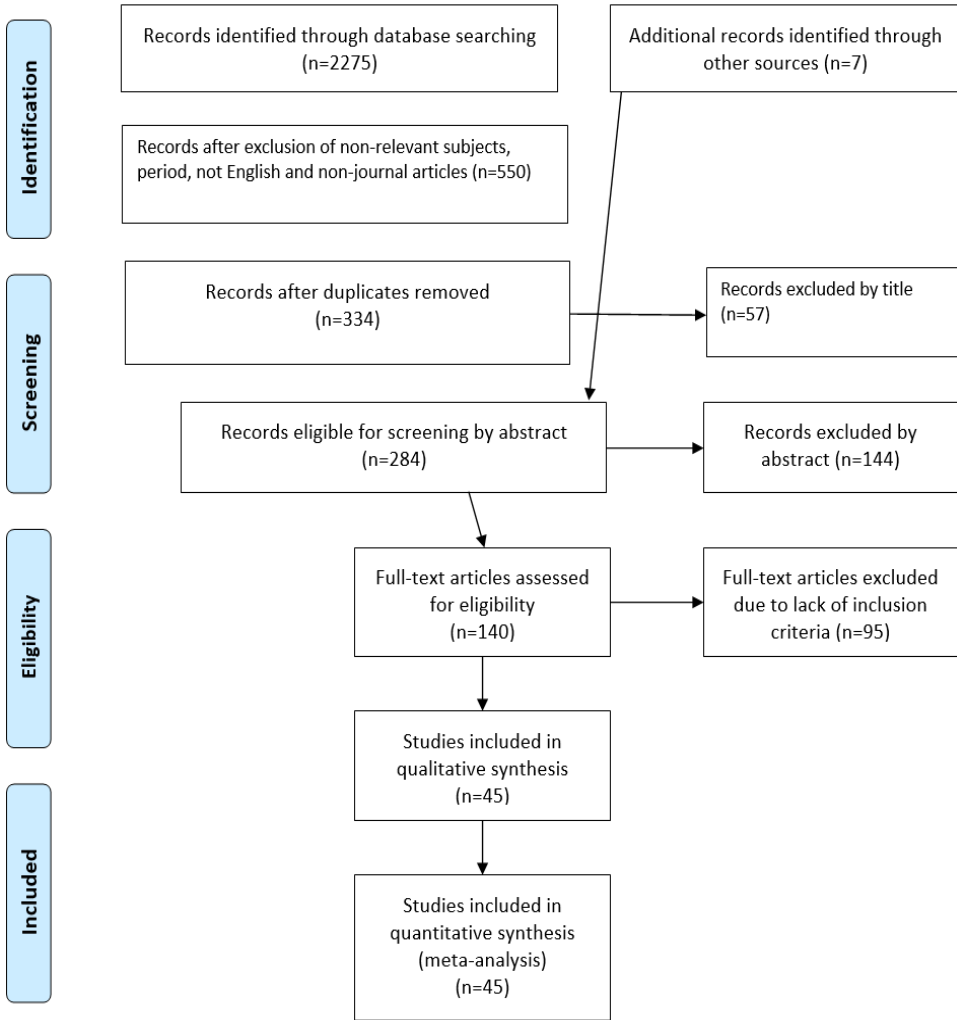 Identification
Records identified through database searching
(n=2275)
Additional records identified through
other sources (n=7)
Records after exclusion of non-relevant subjects,
period, not English and non-journal articles (n=550)
Screening
Records after duplicates removed
(n=334)
Records excluded by title
(n=57)
Records eligible for screening by abstract
(n=284)
Records excluded by
abstract (n=144)
Eligibility
Full-text articles assessed
for eligibility
(n=140)
Full-text articles excluded
due to lack of inclusion
criteria (n=95)
Studies included in
qualitative synthesis
(n=45)
Included
Studies included in
quantitative synthesis
(meta-analysis)
(n=45)